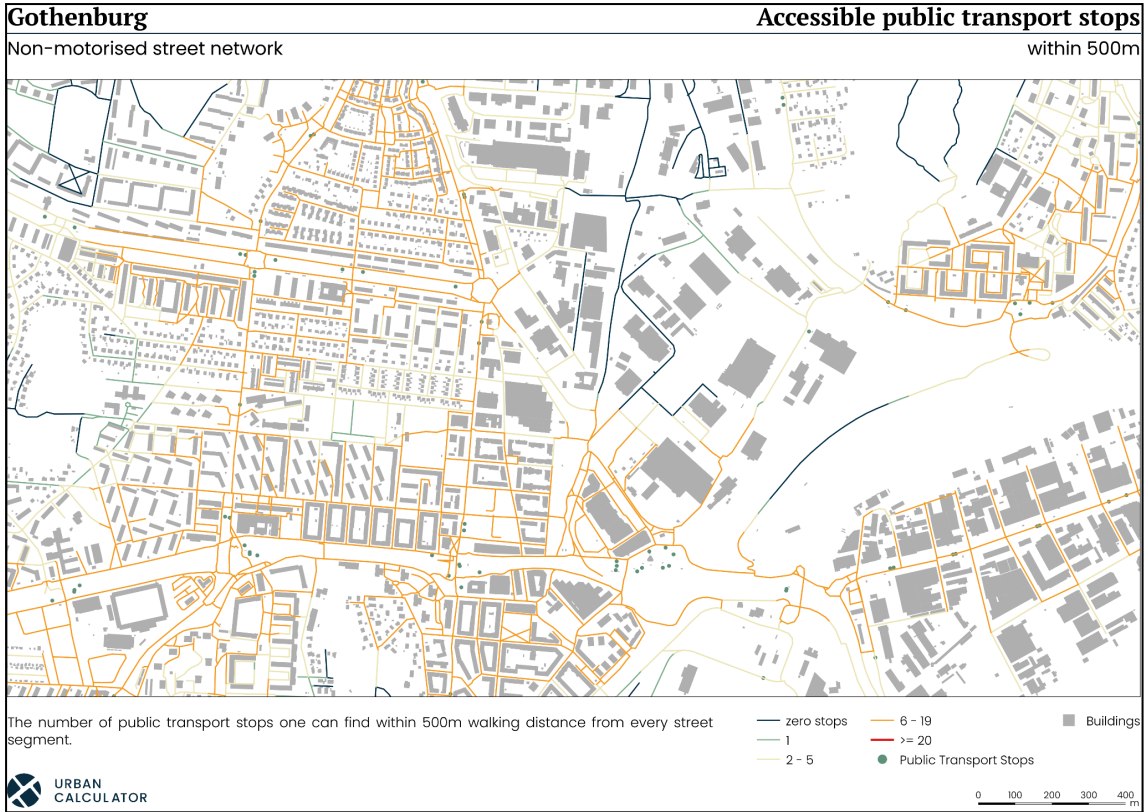 Gothenburg
Accessible public transport stops
Non-motorised street network
within 500m
The number of public transport stops one can find within 500m walking distance from every street
segment.
zero stops
1
2 - 5
6 - 19
>= 20
Public Transport Stops
Buildings
URBAN
CALCULATOR
0 100 200 300 400
m